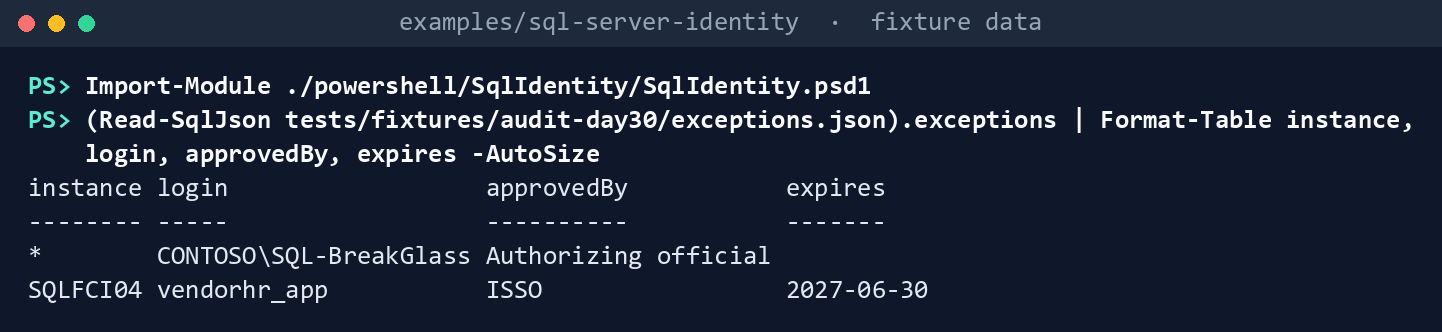 examples/sql-server-identity · fixture data
PS> Import-Module ./powershell/SqlIdentity/SqlIdentity.psd1
PS> (Read-SqlJson tests/fixtures/audit-day30/exceptions.json).exceptions | Format-Table instance,
login, approvedBy, expires -AutoSize
instance login approvedBy expires
-------- ----- ---------- -------
* CONTOSO\SQL-BreakGlass Authorizing official
SQLFCI04 vendorhr_app ISSO 2027-06-30